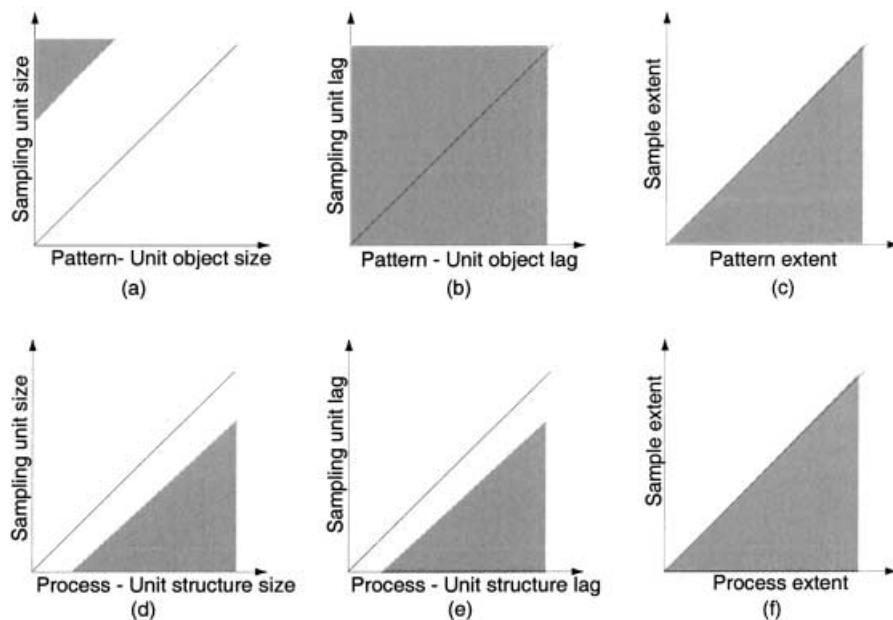 Sampling unit size
Pattern- Unit object size
(a)
Sampling unit lag
Pattern - Unit object lag
(b)
Sample extent
Pattern extent
(c)
Sampling unit size
Process - Unit structure size
(d)
Sampling unit lag
Process - Unit structure lag
(e)
Sample extent
Process extent
(f)